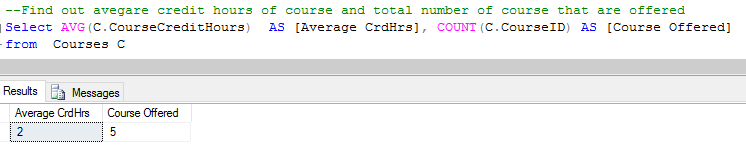 --Find out avegare credit hours of course and total number of course that are offered
Select AVG(C.CourseCreditHours)  AS [Average CrdHrs], COUNT(C.CourseID) AS [Course Offered]
from  Courses C
Results Messages
Average CrdHrs Course Offered
2 5